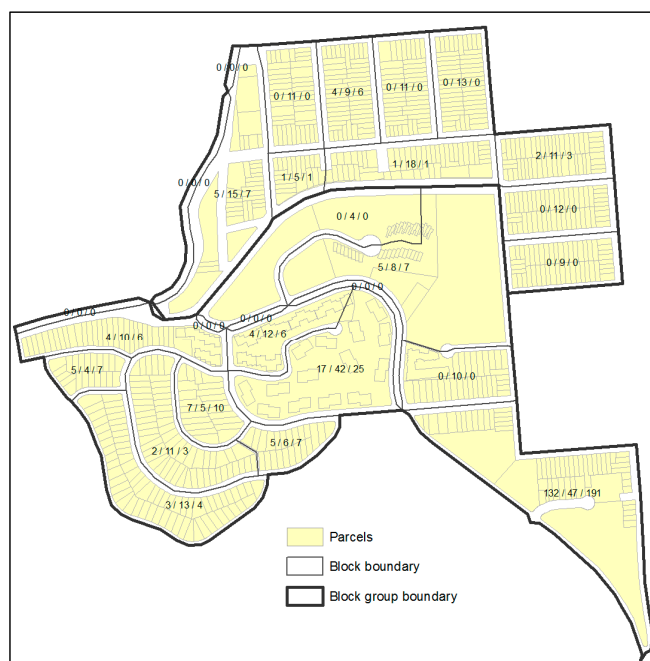 0 / 0 / 0
0 / 11 / 0
4 / 9 / 6
0 / 11 / 0
0 / 13 / 0
2 / 11 / 3
1 / 18 / 1
1 / 5 / 1
0 / 0 / 0
5 / 15 / 7
0 / 12 / 0
0 / 4 / 0
0 / 9 / 0
5 / 8 / 7
0 / 0 / 0
0 / 0 / 0
0 / 0 / 0
0 / 0 / 0
4 / 10 / 6
4 / 12 / 6
5 / 4 / 7
17 / 42 / 25
0 / 10 / 0
7 / 5 / 10
5 / 6 / 7
2 / 11 / 3
132 / 47 / 191
3 / 13 / 4
Parcels
Block boundary
Block group boundary